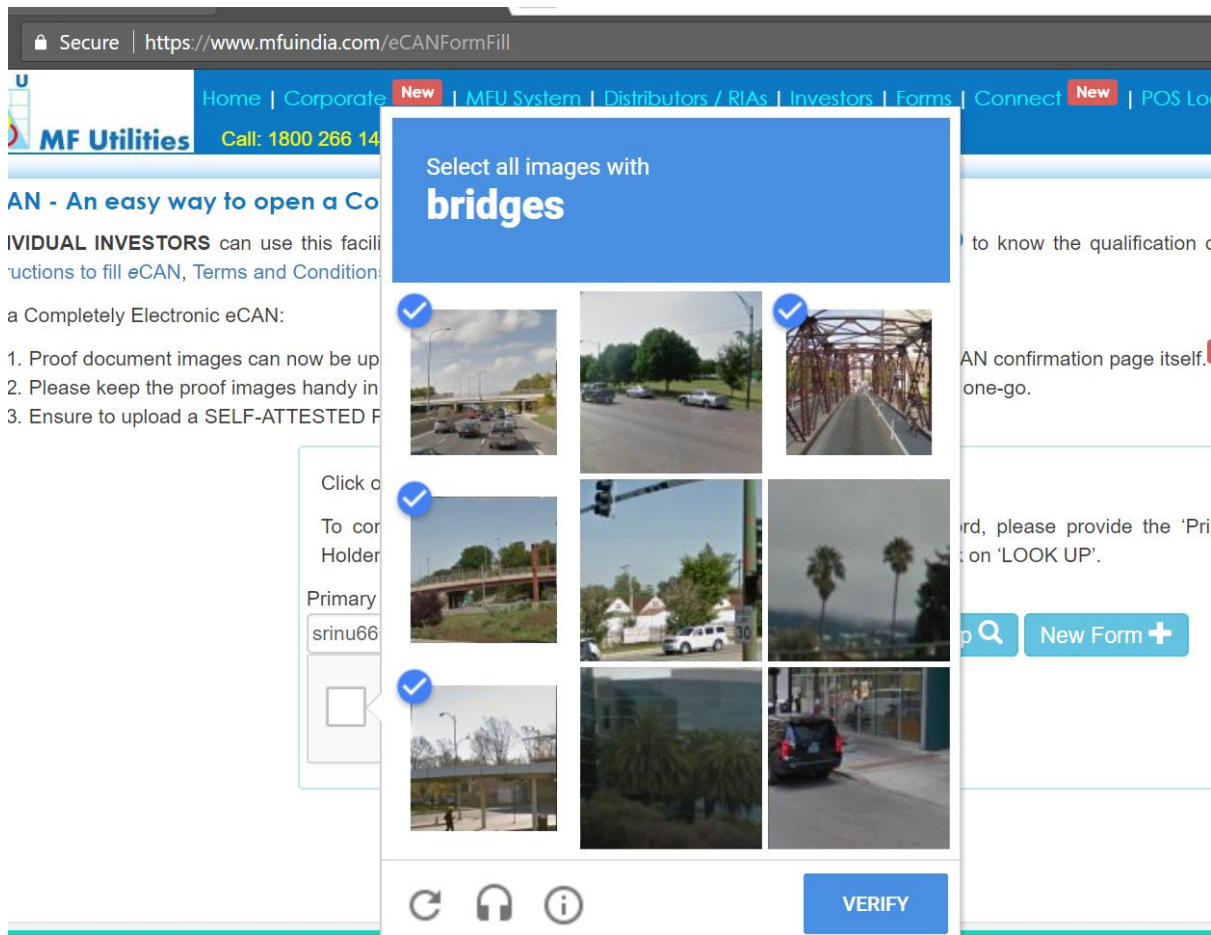 Secure | https://www.mfuindia.com/eCANFormFill
U
MF Utilities
Home | Corporate New | MFU System | Distributors / RIAs | Investors | Forms | Connect New | POS Lo
Call: 1800 266 14
AN - An easy way to open a Co
IVIDUAL INVESTORS can use this facili
to know the qualification
ructions to fill eCAN, Terms and Condition
a Completely Electronic eCAN:
1. Proof document images can now be up
AN confirmation page itself.
2. Please keep the proof images handy in
one-go.
3. Ensure to upload a SELF-ATTESTED
Select all images with
bridges
Click o
To cor
rd, please provide the 'Pri
Holder
on 'LOOK UP'.
Primary
srinu66
p
New Form
30
VERIFY